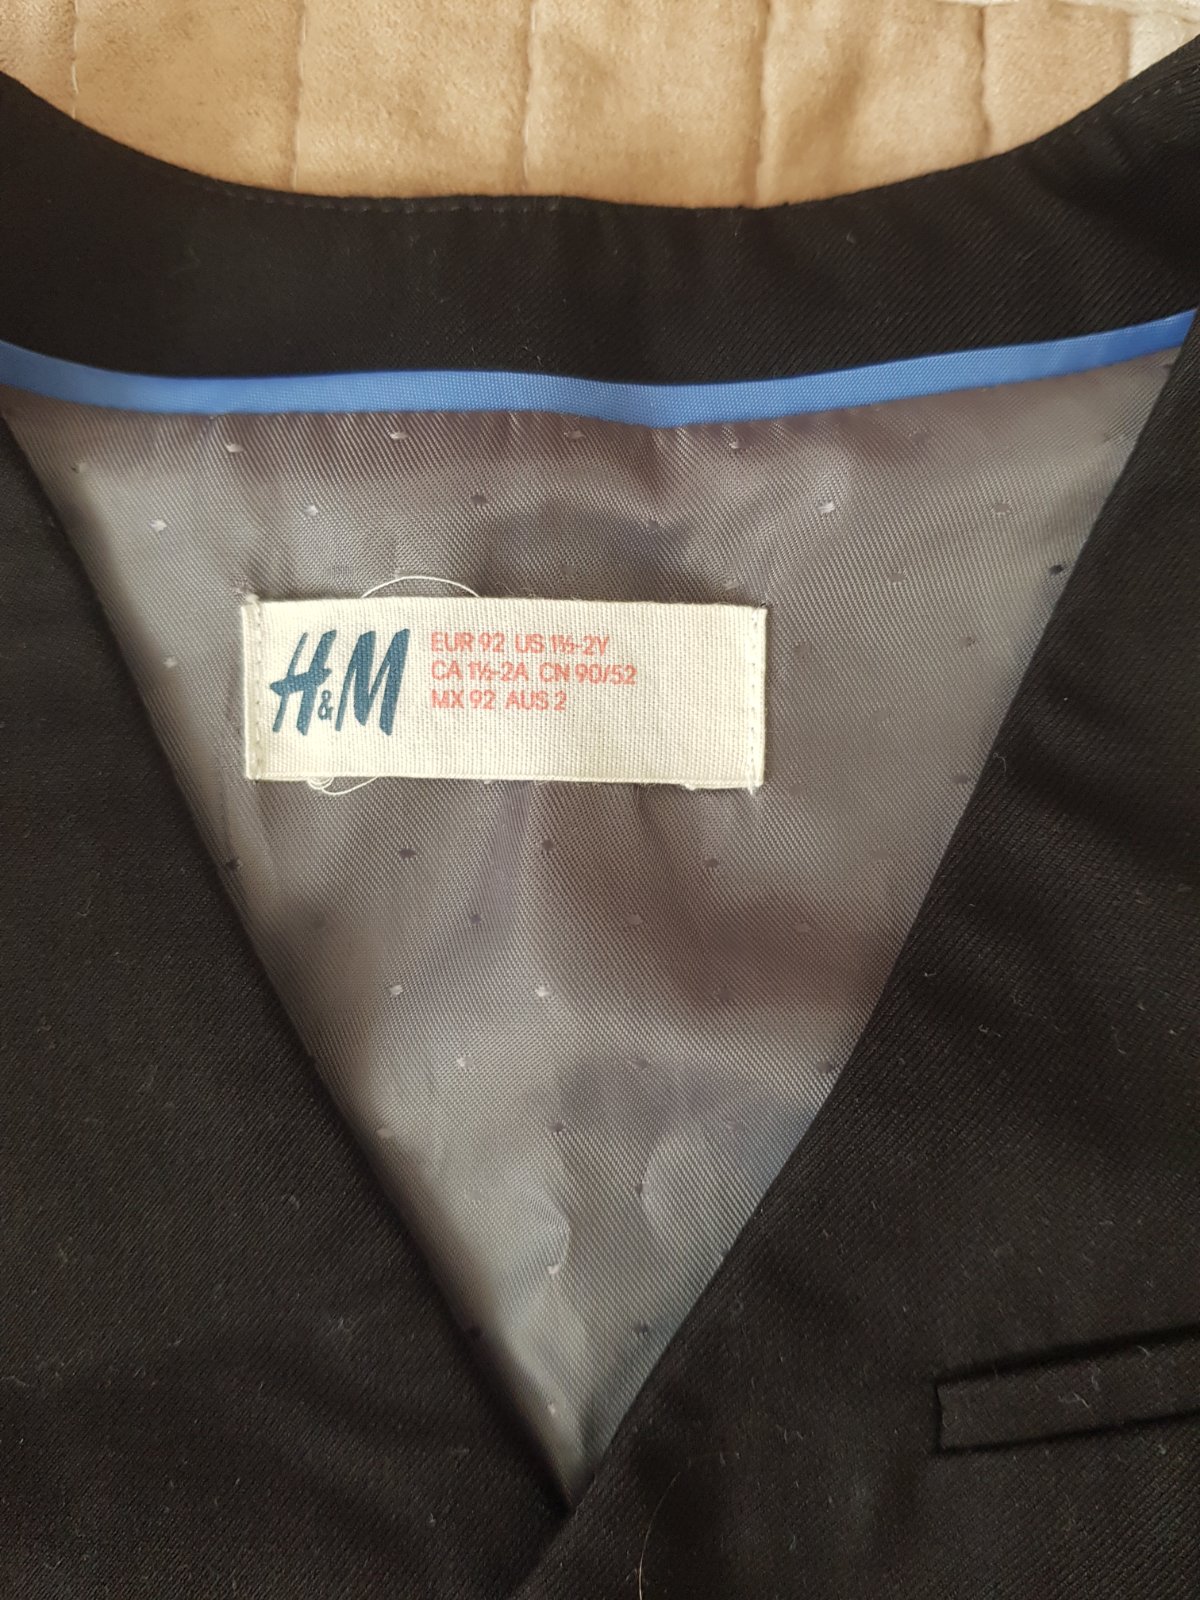 H&M
EUR 92 US 1½-2Y
CA 1½-2A CN 90/52
MX 92 AUS 2